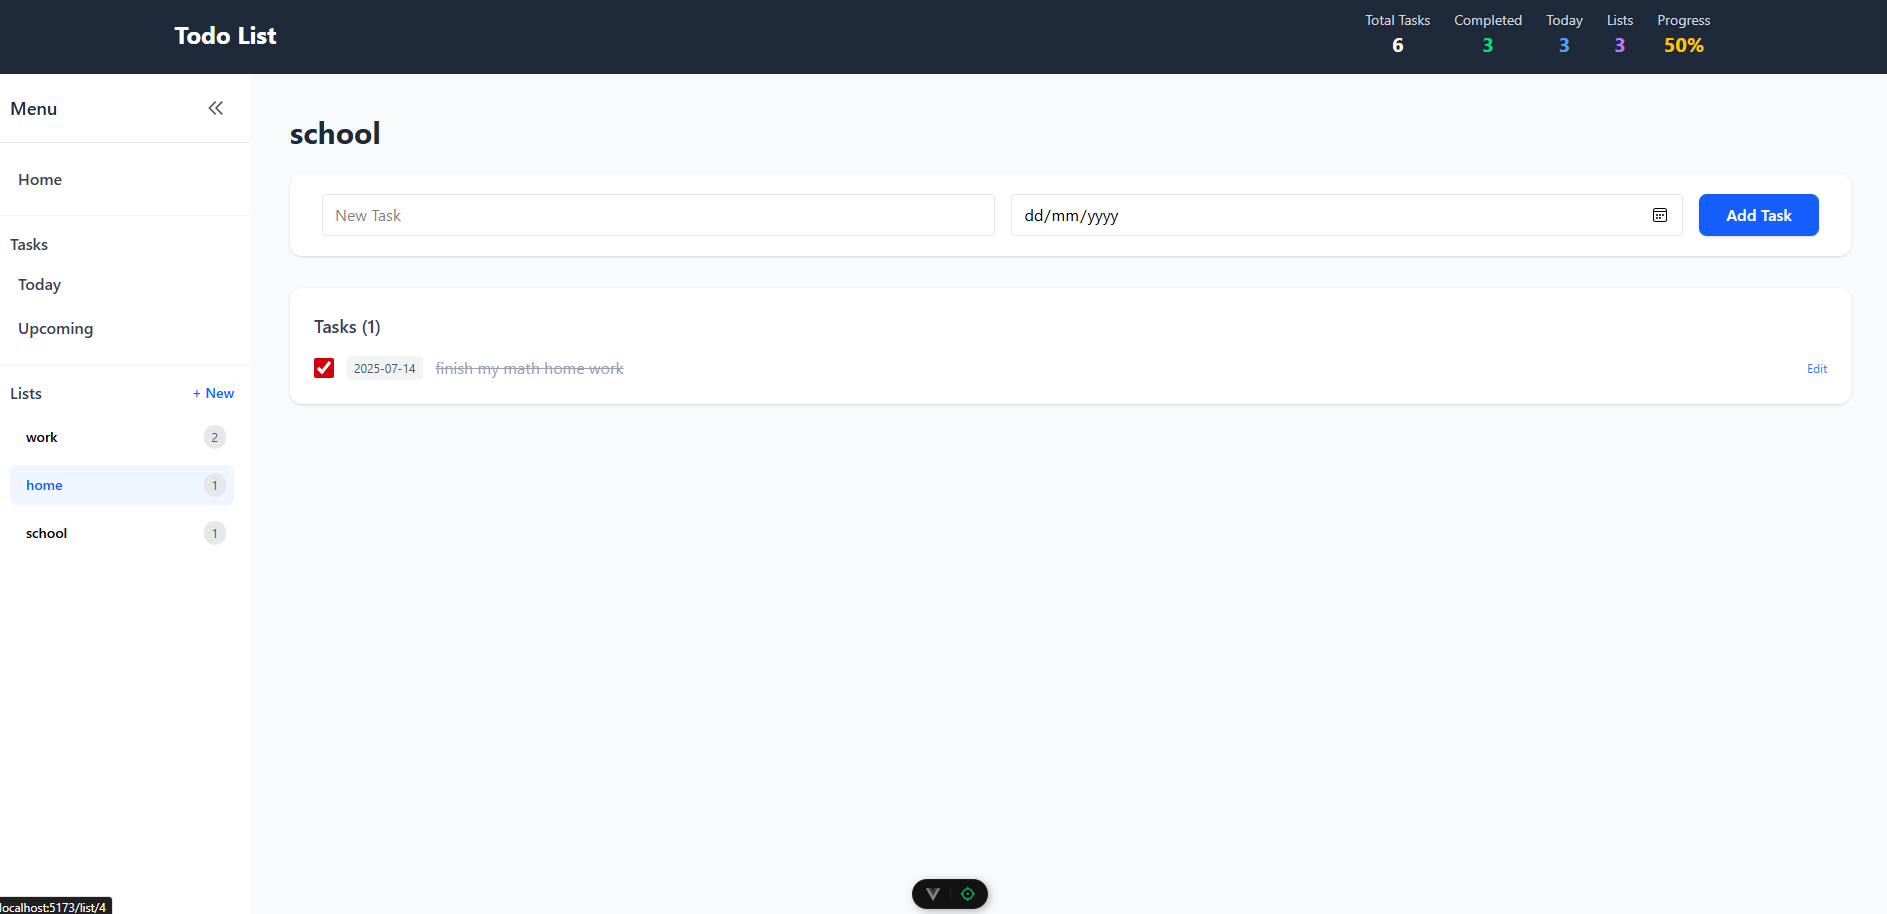 Todo List
Total Tasks Completed Today Lists Progress
6 3 3 3 50%
Menu
Home
Tasks
Today
Upcoming
Lists + New
work 2
home 1
school 1
school
New Task dd/mm/yyyy Add Task
Tasks (1)
2025-07-14 finish my math home work Edit
localhost:5173/list/4